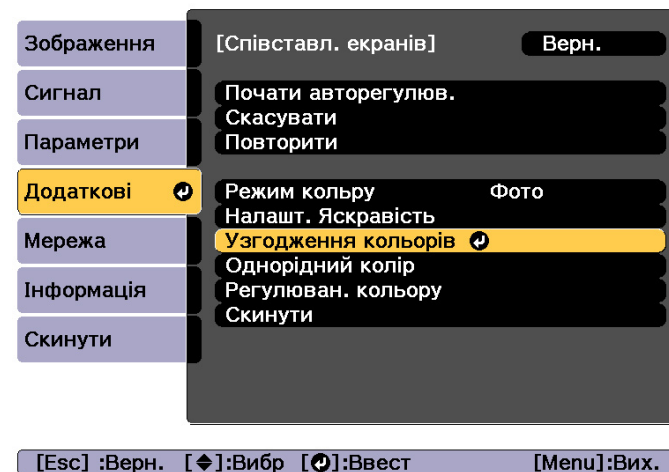 Зображення
Сигнал
Параметри
Додаткові
Мережа
Інформація
Скинути
[Співставл. екранів] Верн.
Почати авторегулюв.
Скасувати
Повторити
Режим кольру Фото
Налашт. Яскравість
Узгодження кольорів
Однорідний колір
Регулюван. кольору
Скинути
[Esc] :Верн. [◆]:Вибр [↵]:Ввест [Menu]:Вих.